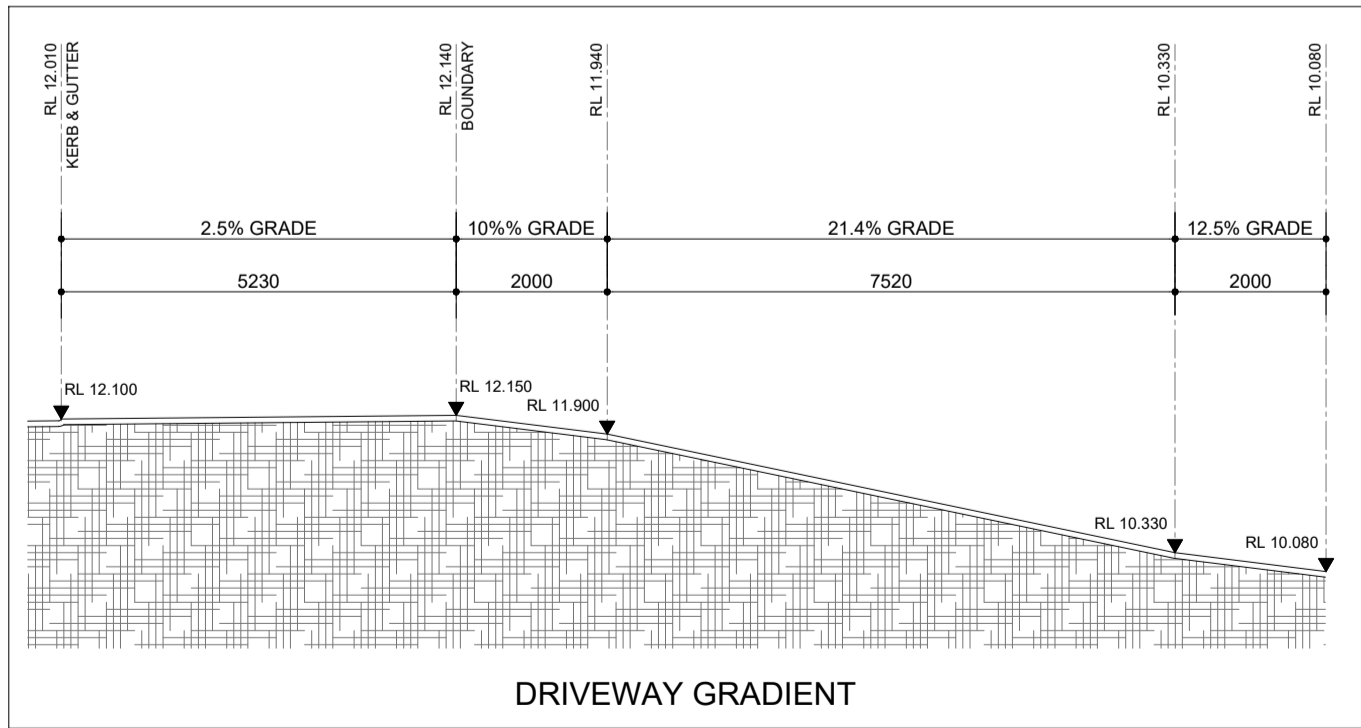 RL 12.010
KERB & GUTTER
RL 12.140
BOUNDARY
RL 11.940
RL 10.330
RL 10.080
2.5% GRADE
10%% GRADE
21.4% GRADE
12.5% GRADE
5230
2000
7520
2000
RL 12.100
RL 12.150
RL 11.900
RL 10.330
RL 10.080
DRIVEWAY GRADIENT